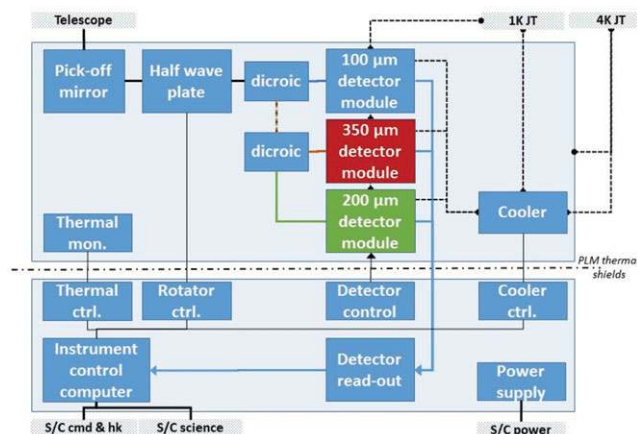 Telescope
1K JT
4K JT
Pick-off
mirror
Half wave
plate
dicroic
100 µm
detector
module
dicroic
350 µm
detector
module
200 µm
detector
module
Cooler
Thermal
mon.
PLM thermal
shields
Thermal
ctrl.
Rotator
ctrl.
Detector
control
Cooler
ctrl.
Instrument
control
computer
Detector
read-out
Power
supply
S/C cmd & hk
S/C science
S/C power